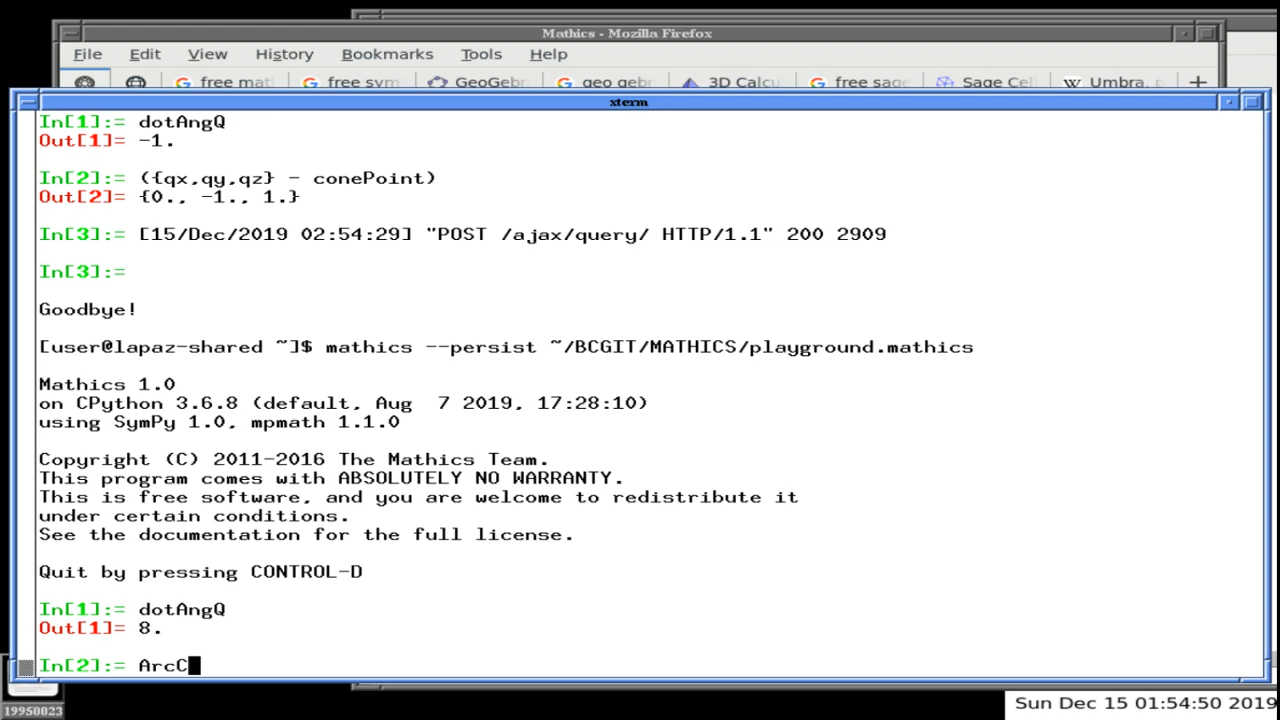 Mathics - Mozilla Firefox
File Edit View History Bookmarks Tools Help
free mat free sym GeoGebr geo gebr 3D Calcu free sage Sage Cel Umbra, p
xterm
In[1]:= dotAngQ
Out[1]= -1.
In[2]:= ({qx,qy,qz} - conePoint)
Out[2]= {0., -1., 1.}
In[3]:= [15/Dec/2019 02:54:29] "POST /ajax/query/ HTTP/1.1" 200 2909
In[3]:=
Goodbye!
[user@lapaz-shared ~]$ mathics --persist ~/BCGIT/MATHICS/playground.mathics
Mathics 1.0
on CPython 3.6.8 (default, Aug  7 2019, 17:28:10)
using SymPy 1.0, mpmath 1.1.0
Copyright (C) 2011-2016 The Mathics Team.
This program comes with ABSOLUTELY NO WARRANTY.
This is free software, and you are welcome to redistribute it
under certain conditions.
See the documentation for the full license.
Quit by pressing CONTROL-D
In[1]:= dotAngQ
Out[1]= 8.
In[2]:= ArcC
19950023
Sun Dec 15 01:54:50 2019